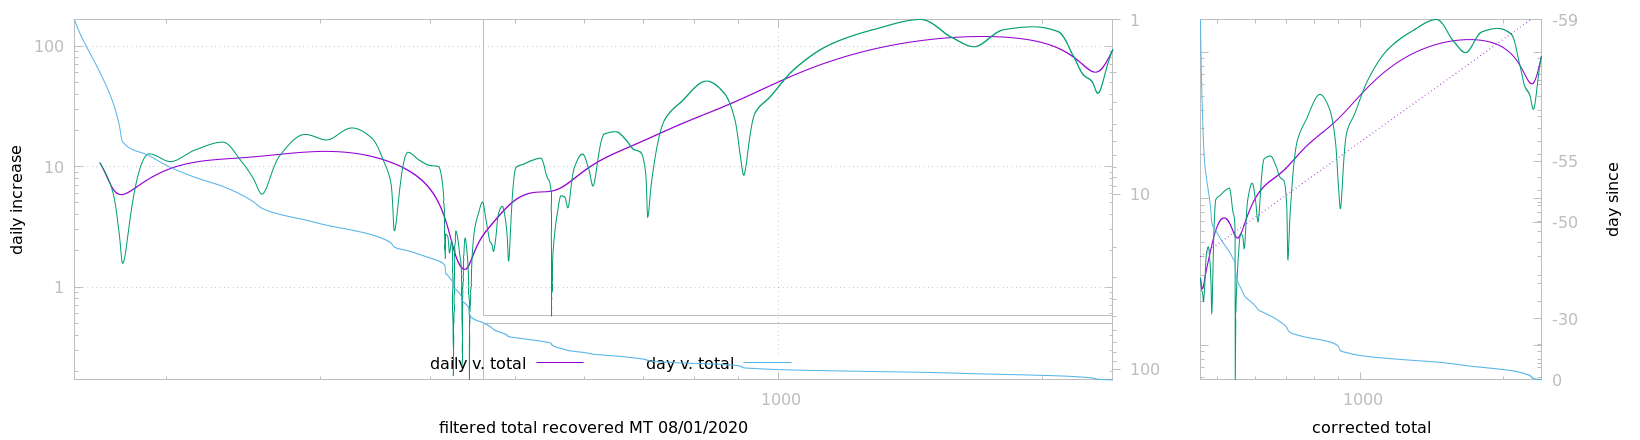 daily increase
100
10
1
daily v. total
day v. total
1
10
100
1000
filtered total recovered MT 08/01/2020
-59
-55
-50
-30
0
day since
1000
corrected total